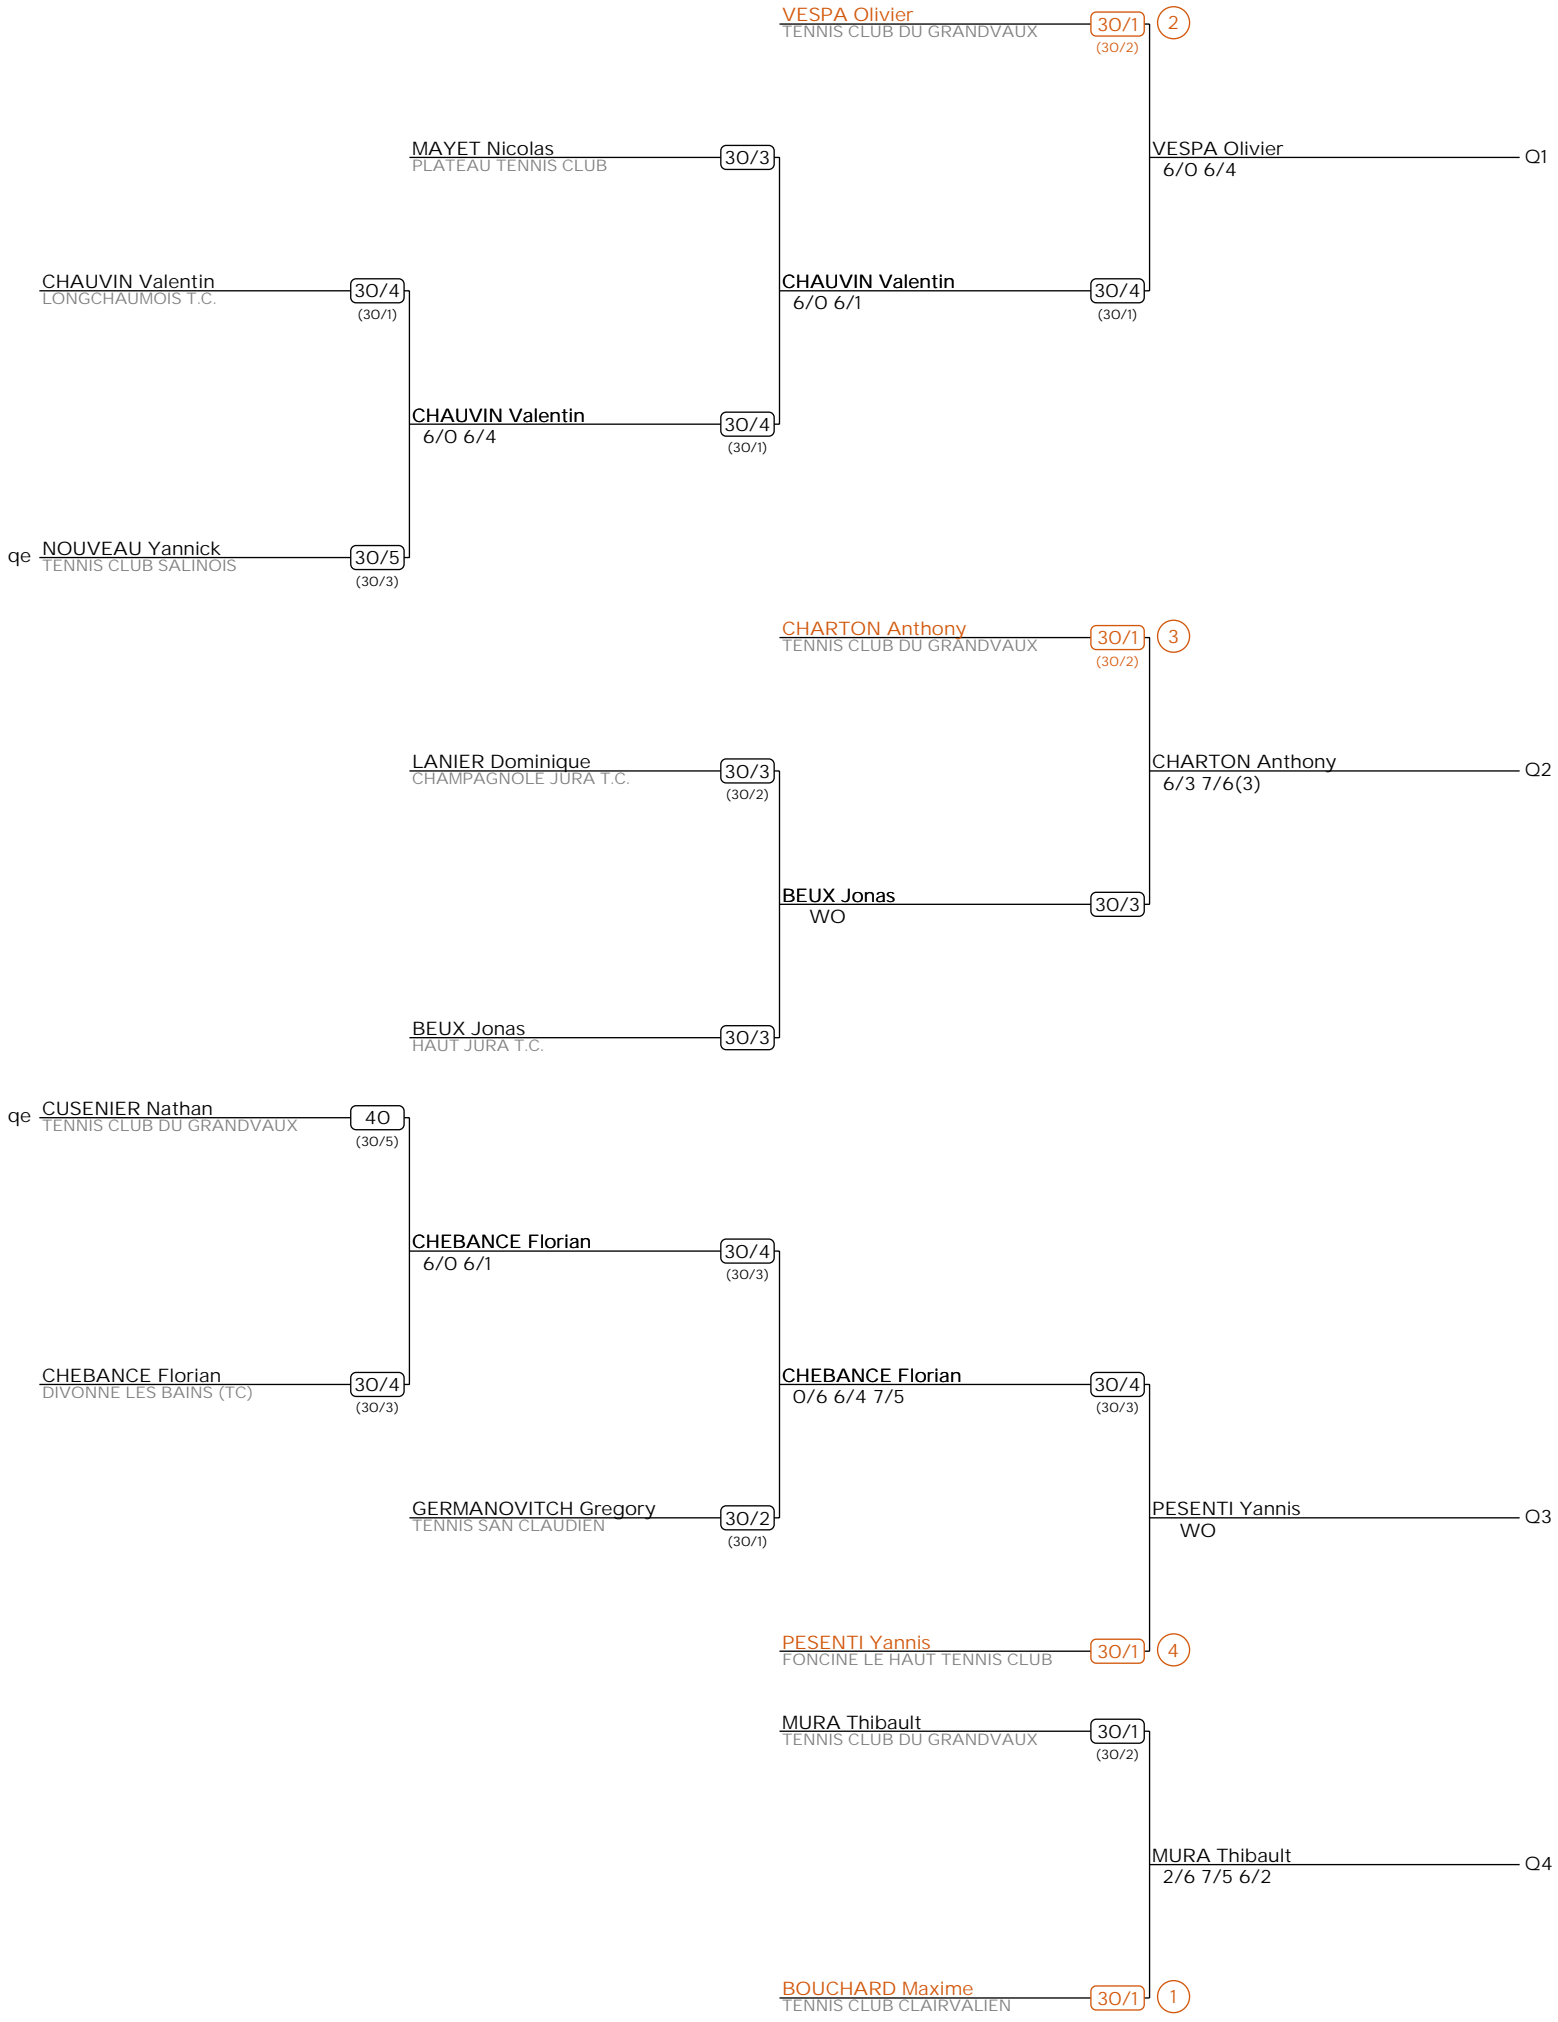 VESPA Olivier
TENNIS CLUB DU GRANDVAUX
30/1
2
(30/2)
MAYET Nicolas
PLATEAU TENNIS CLUB
30/3
VESPA Olivier
6/0 6/4
Q1
CHAUVIN Valentin
LONGCHAUMOIS T.C.
30/4
(30/1)
CHAUVIN Valentin
6/0 6/1
30/4
(30/1)
CHAUVIN Valentin
6/0 6/4
30/4
(30/1)
qe
NOUVEAU Yannick
TENNIS CLUB SALINOIS
30/5
(30/3)
CHARTON Anthony
TENNIS CLUB DU GRANDVAUX
30/1
3
(30/2)
LANIER Dominique
CHAMPAGNOLE JURA T.C.
30/3
(30/2)
CHARTON Anthony
6/3 7/6(3)
Q2
BEUX Jonas
WO
30/3
BEUX Jonas
HAUT JURA T.C.
30/3
qe
CUSENIER Nathan
TENNIS CLUB DU GRANDVAUX
40
(30/5)
CHEBANCE Florian
6/0 6/1
30/4
(30/3)
CHEBANCE Florian
DIVONNE LES BAINS (TC)
30/4
(30/3)
CHEBANCE Florian
0/6 6/4 7/5
30/4
(30/3)
GERMANOVITCH Gregory
TENNIS SAN CLAUDIEN
30/2
(30/1)
PESENTI Yannis
WO
Q3
PESENTI Yannis
FONCINE LE HAUT TENNIS CLUB
30/1
4
MURA Thibault
TENNIS CLUB DU GRANDVAUX
30/1
(30/2)
MURA Thibault
2/6 7/5 6/2
Q4
BOUCHARD Maxime
TENNIS CLUB CLAIRVALIEN
30/1
1